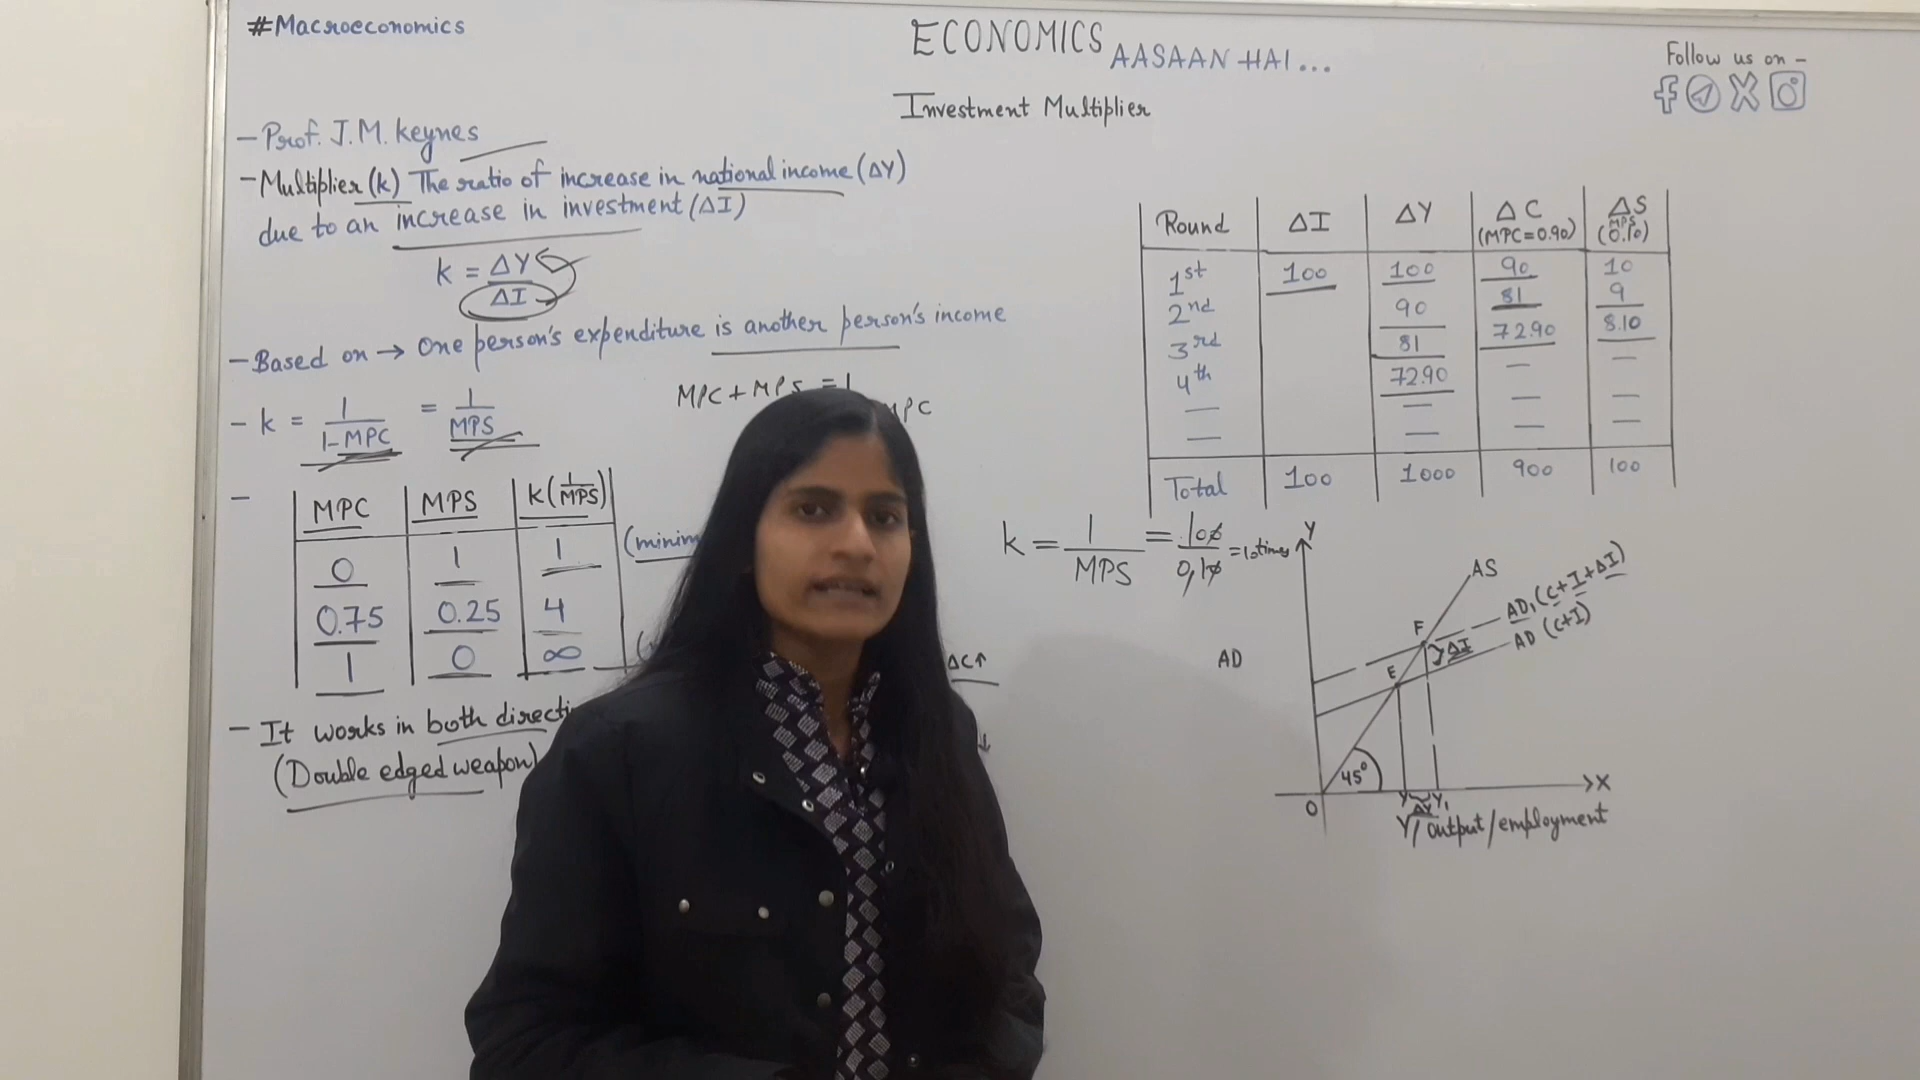 #Macroeconomics
ECONOMICS AASAAN HAI...
Follow us on -
Investment Multiplier
- Prof. J.M. Keynes
- Multiplier (k) The ratio of increase in national income (ΔY)
due to an increase in investment (ΔI)
k = ΔY / ΔI
- Based on → One person's expenditure is another person's income
MPC + MPS = 1
MPC
- k = 1 / 1-MPC = 1 / MPS
- MPC MPS k (1/MPS)
0 1 1
0.75 0.25 4
1 0 ∞
- It works in both
(Double edged weapon)
ΔC↑
↓
Round ΔI ΔY ΔC (MPC=0.90) ΔS MPS (0.10)
1st 100 100 90 10
2nd 90 81 9
3rd 81 72.90 8.10
4th 72.90 — —
— — — —
— — — —
Total 100 1000 900 100
k = 1 / MPS = 100 / 0.10 = 10 times
Y
AS
AD₁ (C+I+ΔI)
AD (C+I)
F
ΔI
E
AD
45°
O
X
Y Y₁
ΔY
Y/output/employment